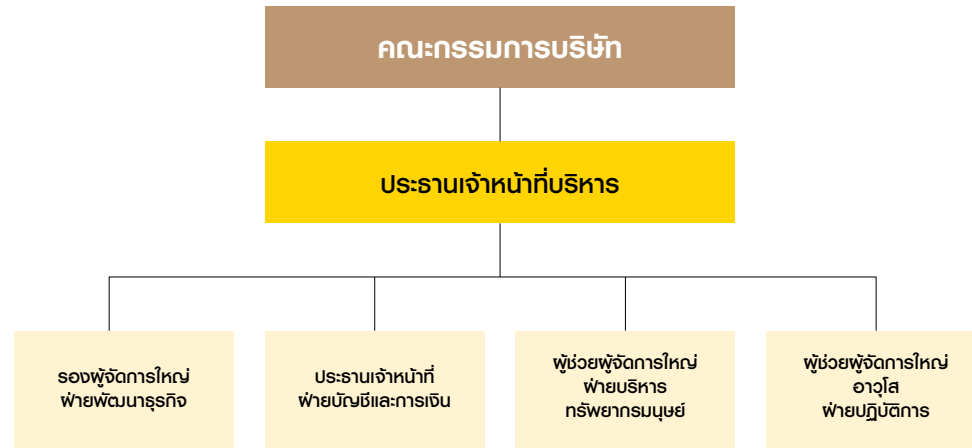 คณะกรรมการบริษัท
ประธานเจ้าหน้าที่บริหาร
รองผู้จัดการใหญ่
ฝ่ายพัฒนาธุรกิจ
ประธานเจ้าหน้าที่
ฝ่ายบัญชีและการเงิน
ผู้ช่วยผู้จัดการใหญ่
ฝ่ายบริหาร
ทรัพยากรมนุษย์
ผู้ช่วยผู้จัดการใหญ่
อาวุโส
ฝ่ายปฏิบัติการ